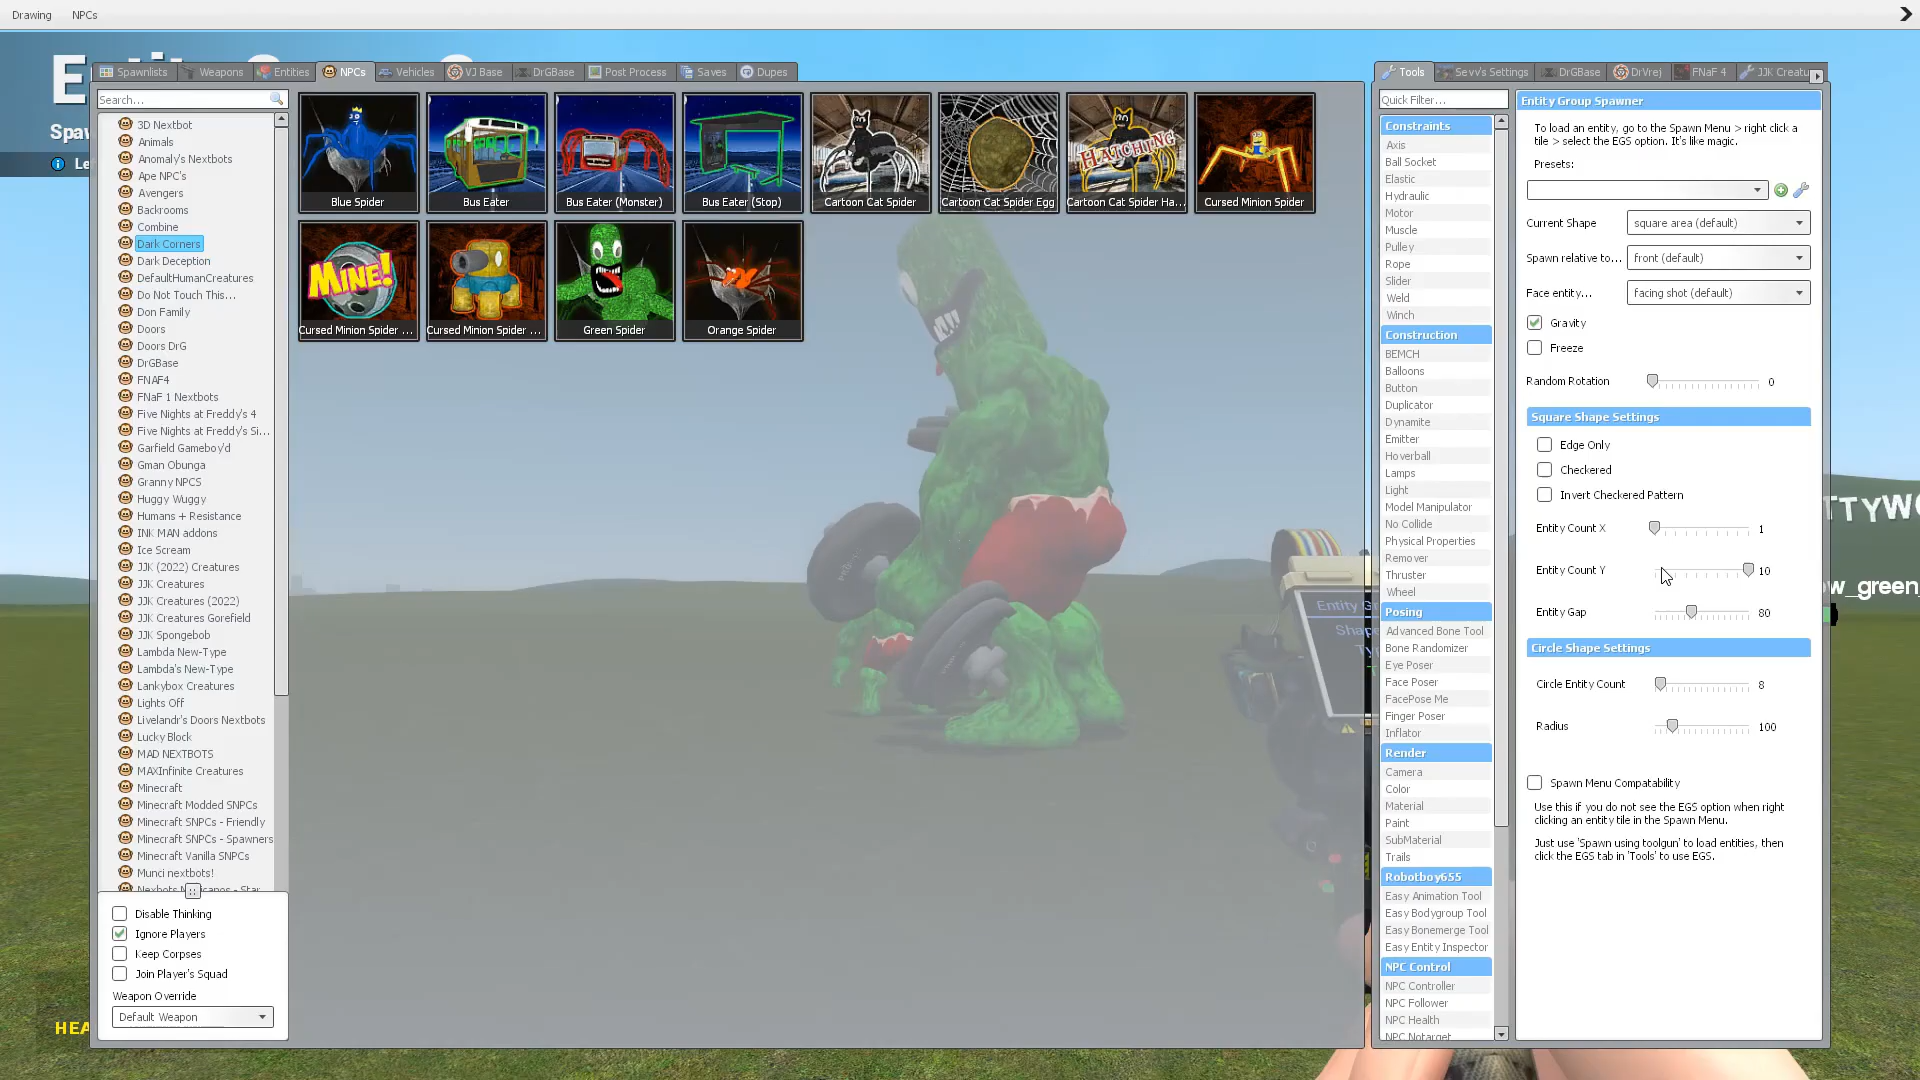 Drawing NPCs
Spawnlists Weapons Entities NPCs Vehicles VJ Base DrGBase Post Process Saves Dupes
Search...
3D Nextbot
Animals
Anomaly's Nextbots
Ape NPC's
Avengers
Backrooms
Combine
Dark Corners
Dark Deception
DefaultHumanCreatures
Do Not Touch This...
Don Family
Doors
Doors DrG
DrGBase
FNAF4
FNaF 1 Nextbots
Five Nights at Freddy's 4
Five Nights at Freddy's Si...
Garfield Gameboy'd
Gman Obunga
Granny NPCS
Huggy Wuggy
Humans + Resistance
INK MAN addons
Ice Scream
JJK (2022) Creatures
JJK Creatures
JJK Creatures (2022)
JJK Creatures Gorefield
JJK Spongebob
Lambda New-Type
Lambda's New-Type
Lankybox Creatures
Lights Off
Livelandr's Doors Nextbots
Lucky Block
MAD NEXTBOTS
MAXInfinite Creatures
Minecraft
Minecraft Modded SNPCs
Minecraft SNPCs - Friendly
Minecraft SNPCs - Spawners
Minecraft Vanilla SNPCs
Munci nextbots!
Disable Thinking
Ignore Players
Keep Corpses
Join Player's Squad
Weapon Override
Default Weapon
HATCHING
Blue Spider
Bus Eater
Bus Eater (Monster)
Bus Eater (Stop)
Cartoon Cat Spider
Cartoon Cat Spider Egg
Cartoon Cat Spider Ha...
Cursed Minion Spider
MINE!
Cursed Minion Spider ...
Cursed Minion Spider ...
Green Spider
Orange Spider
Tools Sevv's Settings DrGBase DrVrej FNaF 4 JJK Creatu
Quick Filter...
Constraints
Axis
Ball Socket
Elastic
Hydraulic
Motor
Muscle
Pulley
Rope
Slider
Weld
Winch
Construction
BEMCH
Balloons
Button
Duplicator
Dynamite
Emitter
Hoverball
Lamps
Light
Model Manipulator
No Collide
Physical Properties
Remover
Thruster
Wheel
Posing
Advanced Bone Tool
Bone Randomizer
Eye Poser
Face Poser
FacePose Me
Finger Poser
Inflator
Render
Camera
Color
Material
Paint
SubMaterial
Trails
Robotboy655
Easy Animation Tool
Easy Bodygroup Tool
Easy Bonemerge Tool
Easy Entity Inspector
NPC Control
NPC Controller
NPC Follower
NPC Health
NPC Notarget
Entity Group Spawner
To load an entity, go to the Spawn Menu > right click a
tile > select the EGS option. It's like magic.
Presets:
Current Shape square area (default)
Spawn relative to... front (default)
Face entity... facing shot (default)
Gravity
Freeze
Random Rotation 0
Square Shape Settings
Edge Only
Checkered
Invert Checkered Pattern
Entity Count X 1
Entity Count Y 10
Entity Gap 80
Circle Shape Settings
Circle Entity Count 8
Radius 100
Spawn Menu Compatability
Use this if you do not see the EGS option when right
clicking an entity tile in the Spawn Menu.
Just use 'Spawn using toolgun' to load entities, then
click the EGS tab in 'Tools' to use EGS.
Entity G
Shap
Ty
TTYW
w_green_
HEA
Spa
Le